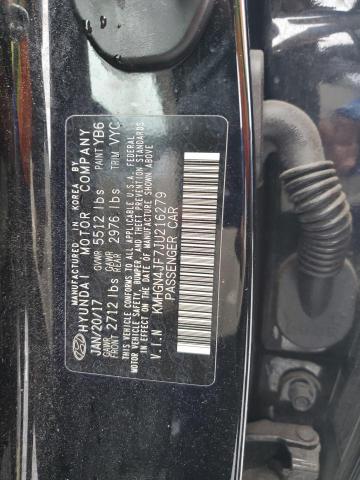 MFD BY IN KOREA BY
HYUNDAI MOTOR COMPANY
JAN/20/17 GVWR 5512 lbs PAINT YB6
GAWR FRONT 2712 lbs GAWR REAR 2976 lbs TRIM VYC
THIS VEHICLE CONFORMS TO ALL APPLICABLE FEDERAL
MOTOR VEHICLE SAFETY, BUMPER, AND THEFT PREVENTION STANDARDS
IN EFFECT ON THE DATE OF MANUFACTURE SHOWN ABOVE.
V.I.N KMHGN4JF7JU216279
PASSENGER CAR